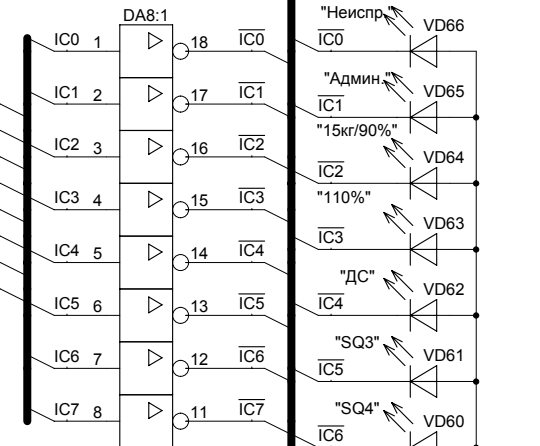 DA8:1
IC0 1 18 IC0
IC1 2 17 IC1
IC2 3 16 IC2
IC3 4 15 IC3
IC4 5 14 IC4
IC5 6 13 IC5
IC6 7 12 IC6
IC7 8 11 IC7
"Неиспр."
IC0 VD66
"Админ."
IC1 VD65
"15кг/90%"
IC2 VD64
"110%"
IC3 VD63
"ДС"
IC4 VD62
"SQ3"
IC5 VD61
"SQ4"
IC6 VD60